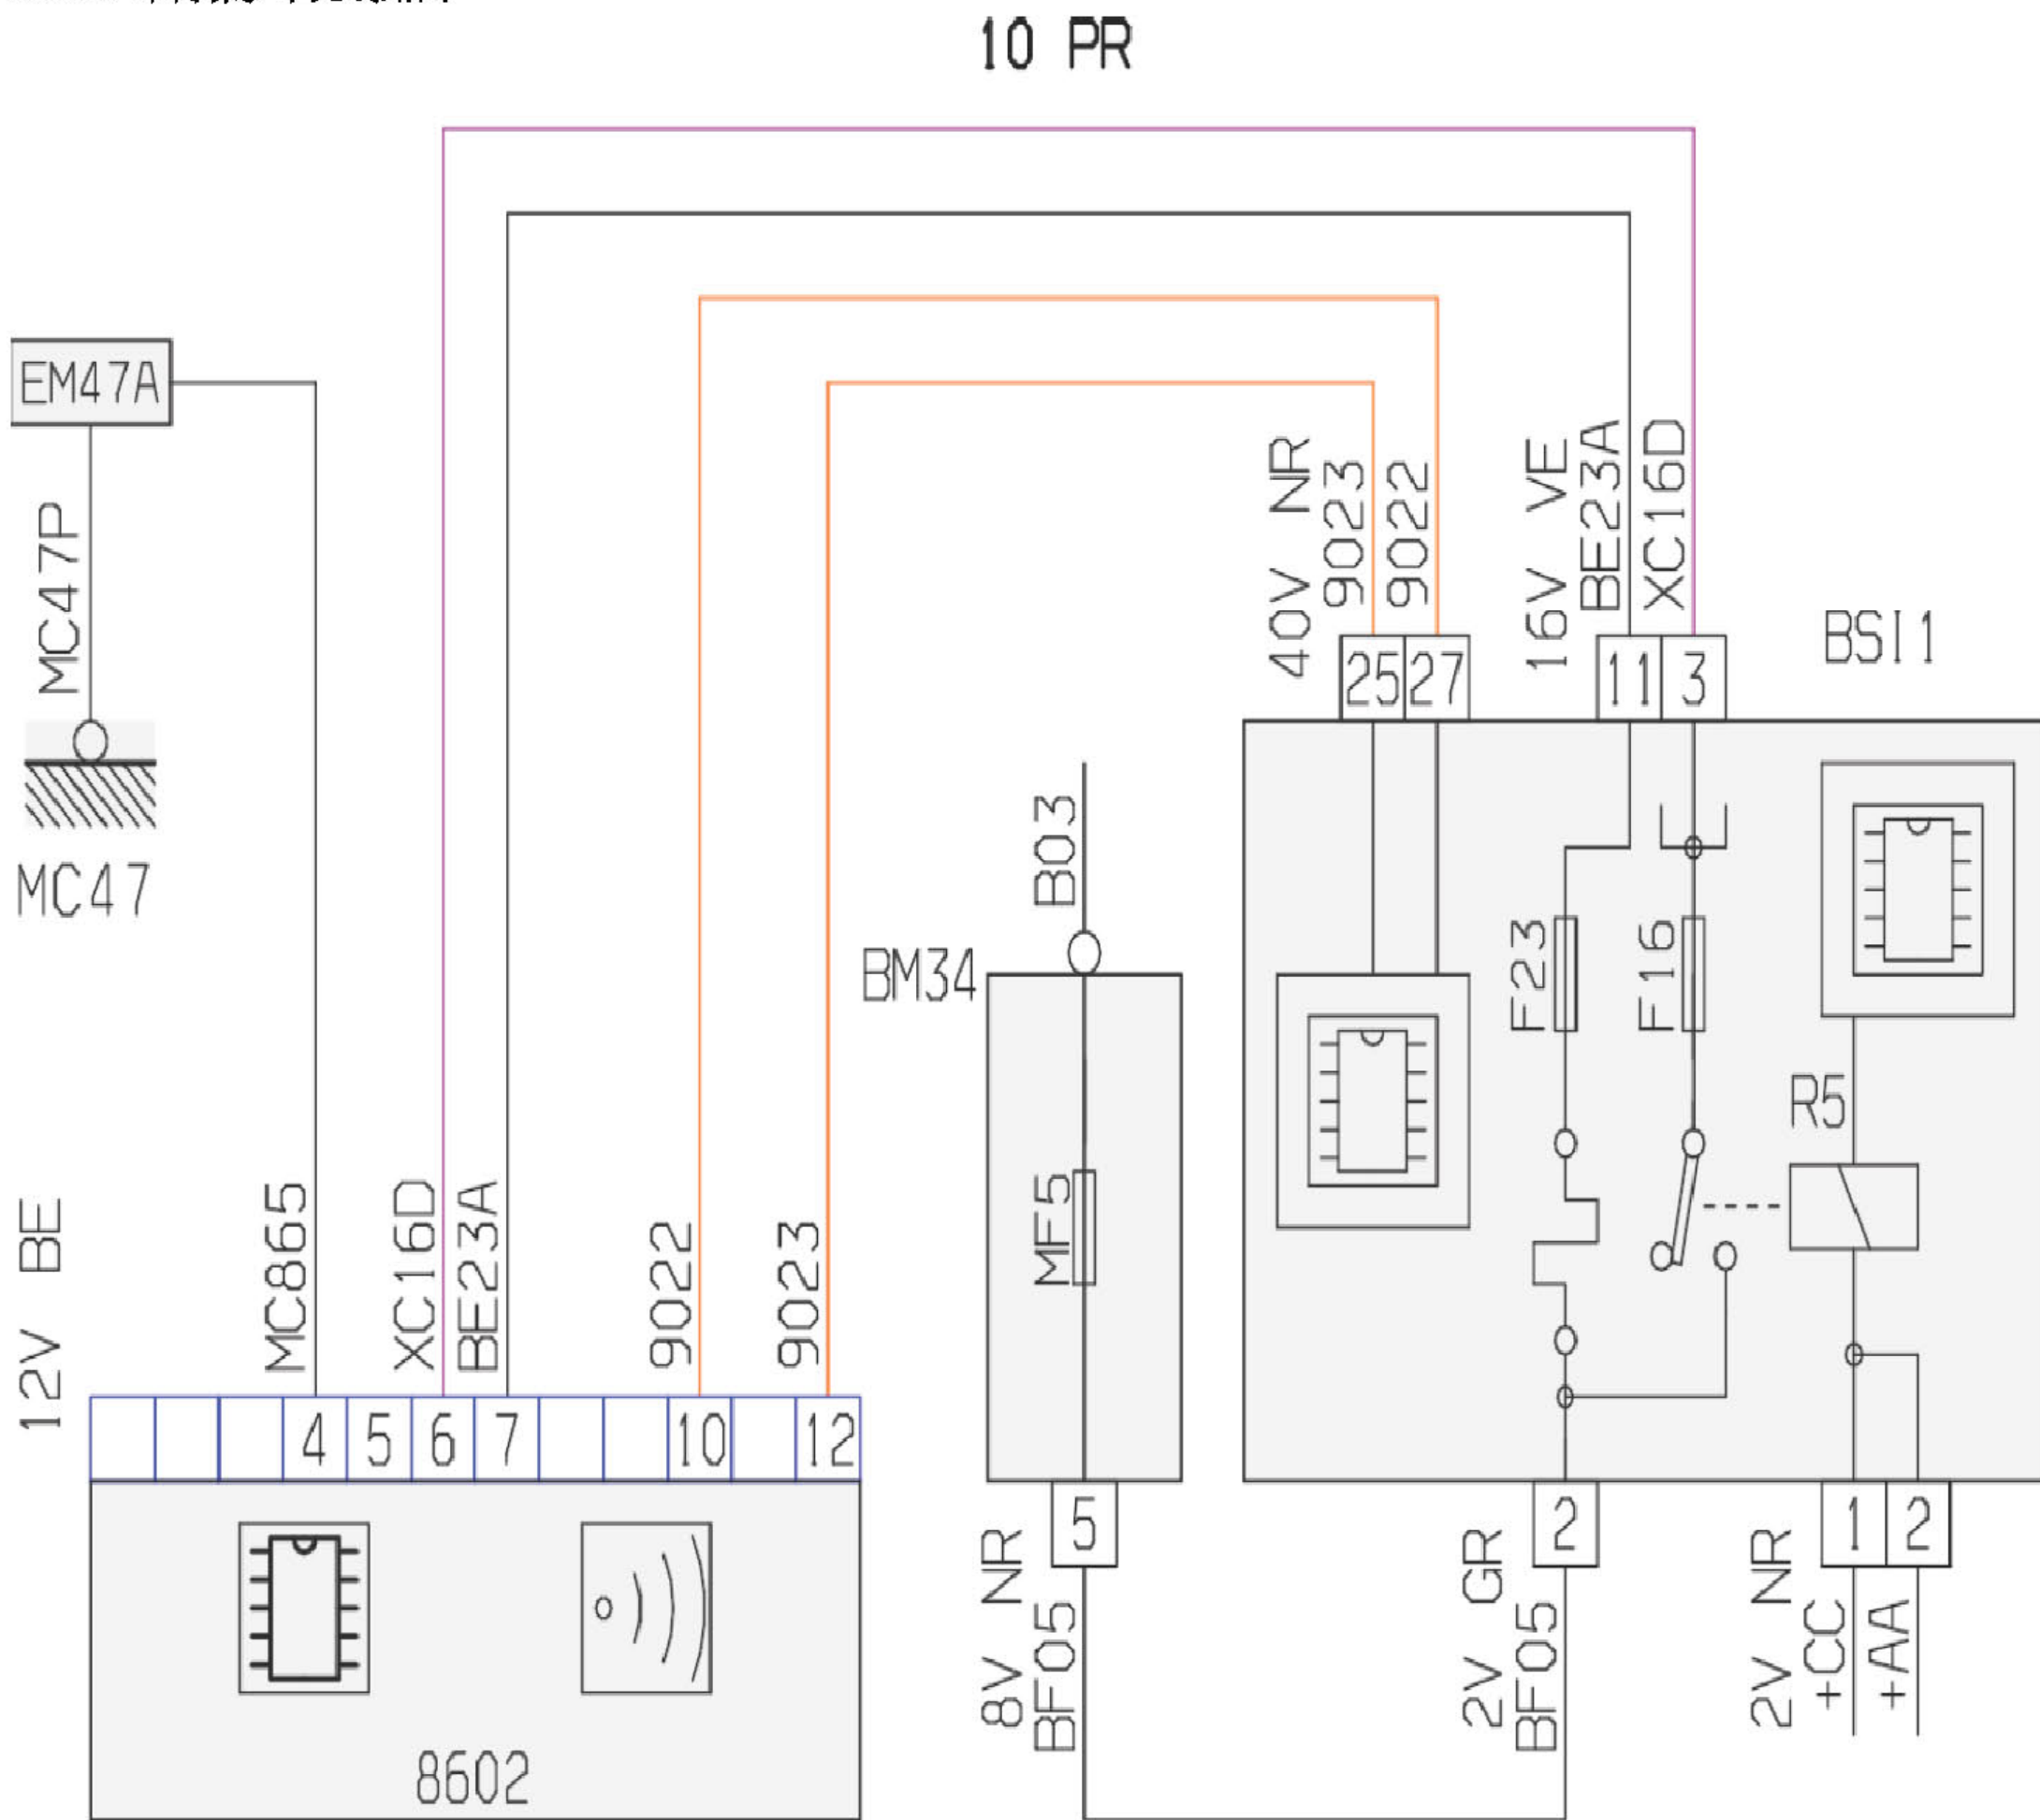 10 PR
EM47A
MC47P
MC47
40V NR
9023
9022
16V VE
BE23A
XC16D
BSI1
25
27
11
3
B03
BM34
MF5
F23
F16
R5
12V BE
MC865
XC16D
BE23A
9022
9023
4
5
6
7
10
12
8602
5
8V NR
BF05
2
2V GR
BF05
1
2
2V NR
+CC
+AA